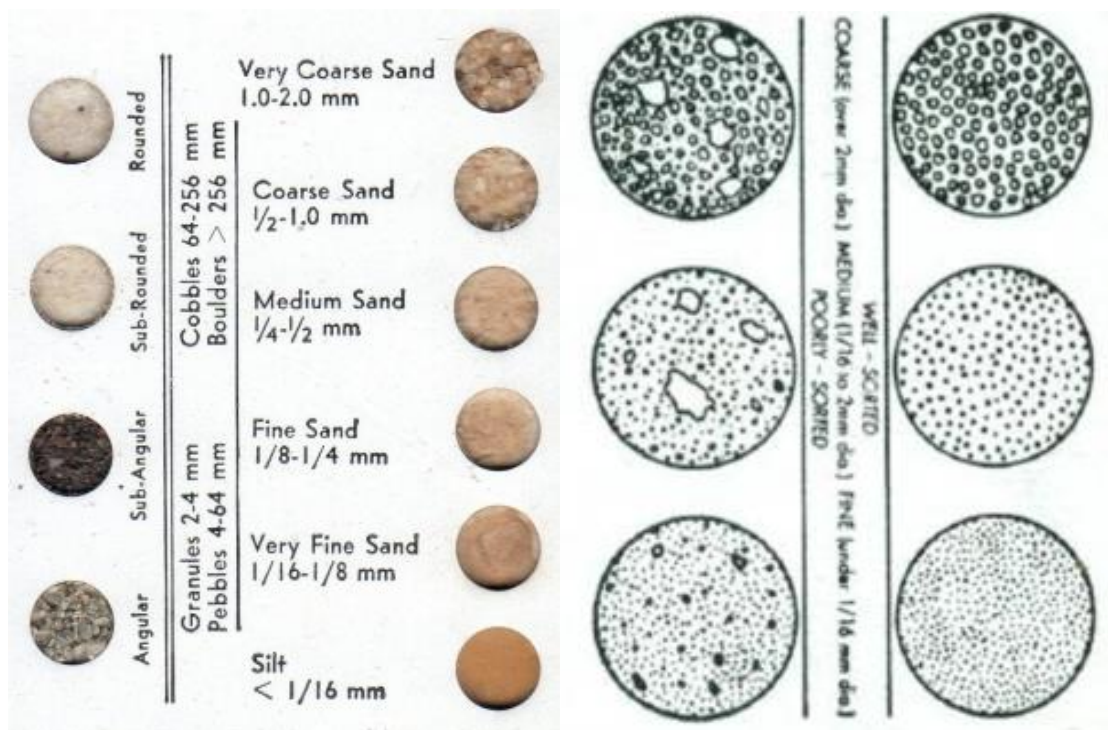 Rounded
Sub-Rounded
Sub-Angular
Angular
Cobbles 64-256 mm
Boulders > 256 mm
Granules 2-4 mm
Pebbles 4-64 mm
Very Coarse Sand
1.0-2.0 mm
Coarse Sand
1/2-1.0 mm
Medium Sand
1/4-1/2 mm
Fine Sand
1/8-1/4 mm
Very Fine Sand
1/16-1/8 mm
Silt
< 1/16 mm
WELL - SORTED
COARSE (over 2mm dia.) MEDIUM (1/16 to 2mm dia.) FINE (under 1/16 mm dia.)
POORLY - SORTED